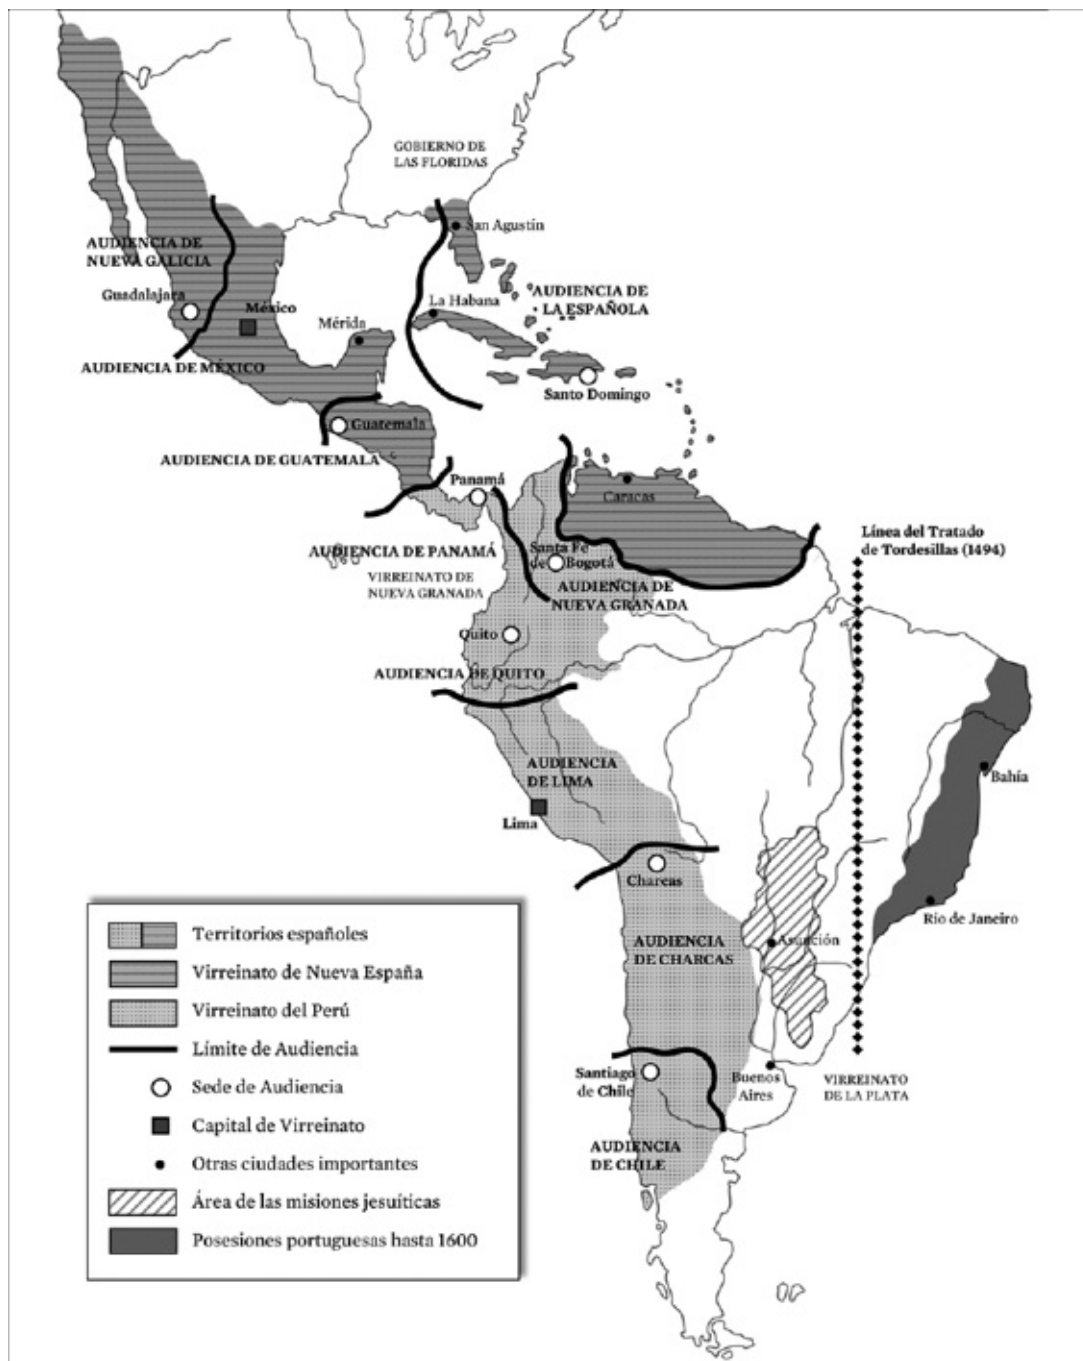 GOBIERNO DE
LAS FLORIDAS
San Agustín
AUDIENCIA DE
NUEVA GALICIA
Guadalajara
México
La Habana
AUDIENCIA DE
LA ESPAÑOLA
Mérida
AUDIENCIA DE MÉXICO
Santo Domingo
Guatemala
AUDIENCIA DE GUATEMALA
Panamá
Caracas
AUDIENCIA DE PANAMÁ
Santa Fe
de Bogotá
Línea del Tratado
de Tordesillas (1494)
VIRREINATO DE
NUEVA GRANADA
AUDIENCIA DE
NUEVA GRANADA
Quito
AUDIENCIA DE QUITO
AUDIENCIA
DE LIMA
Lima
Bahía
Charcas
Río de Janeiro
AUDIENCIA
DE CHARCAS
Asunción
Santiago
de Chile
Buenos
Aires
VIRREINATO
DE LA PLATA
AUDIENCIA
DE CHILE
Territorios españoles
Virreinato de Nueva España
Virreinato del Perú
Límite de Audiencia
Sede de Audiencia
Capital de Virreinato
Otras ciudades importantes
Área de las misiones jesuíticas
Posesiones portuguesas hasta 1600